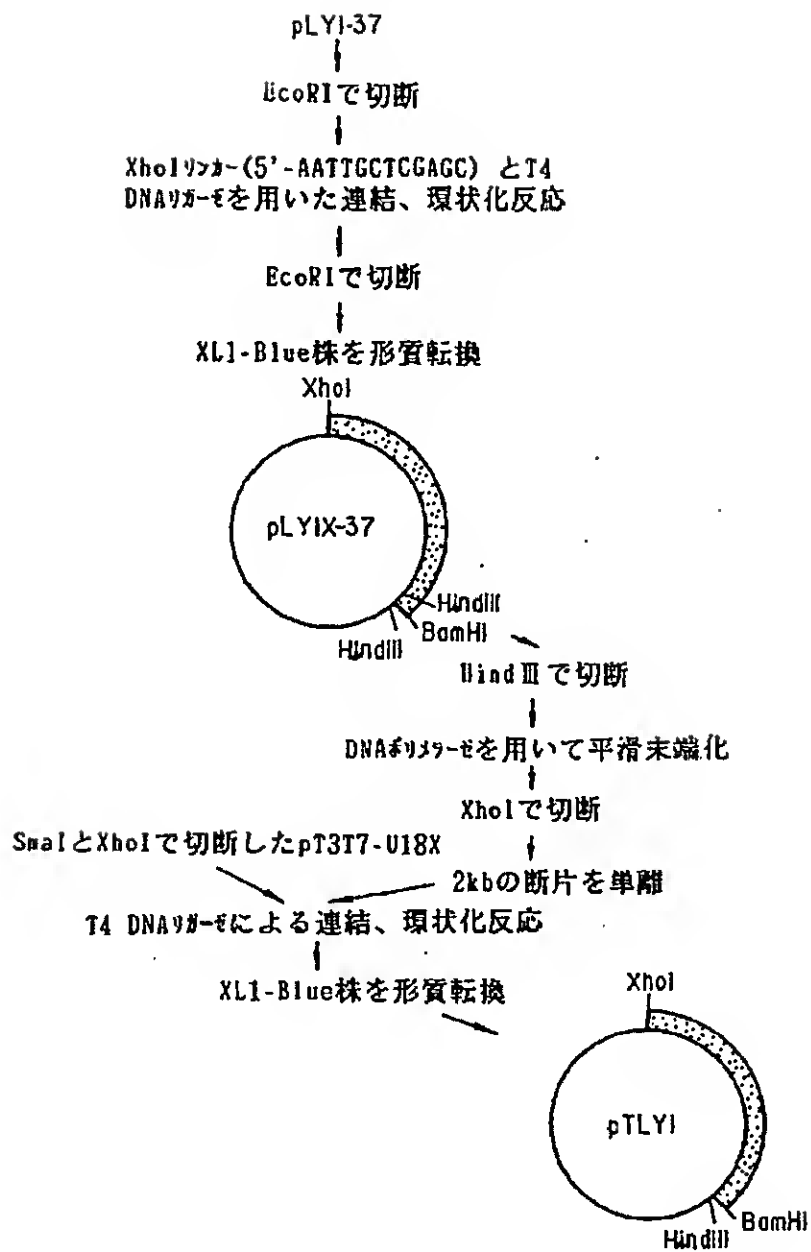 pLYI-37
EcoRIで切断
XhoIリンカー(5'-AATTGCTCGAGC)とT4
DNAリガーゼを用いた連結、環状化反応
EcoRIで切断
XL1-Blue株を形質転換
XhoI
pLYIX-37
HindIII
BamHI
HindIII
HindⅢで切断
DNAポリメラーゼを用いて平滑末端化
XhoIで切断
SmaIとXhoIで切断したpT3T7-U18X
2kbの断片を単離
T4 DNAリガーゼによる連結、環状化反応
XL1-Blue株を形質転換
XhoI
pTLYI
BamHI
HindIII